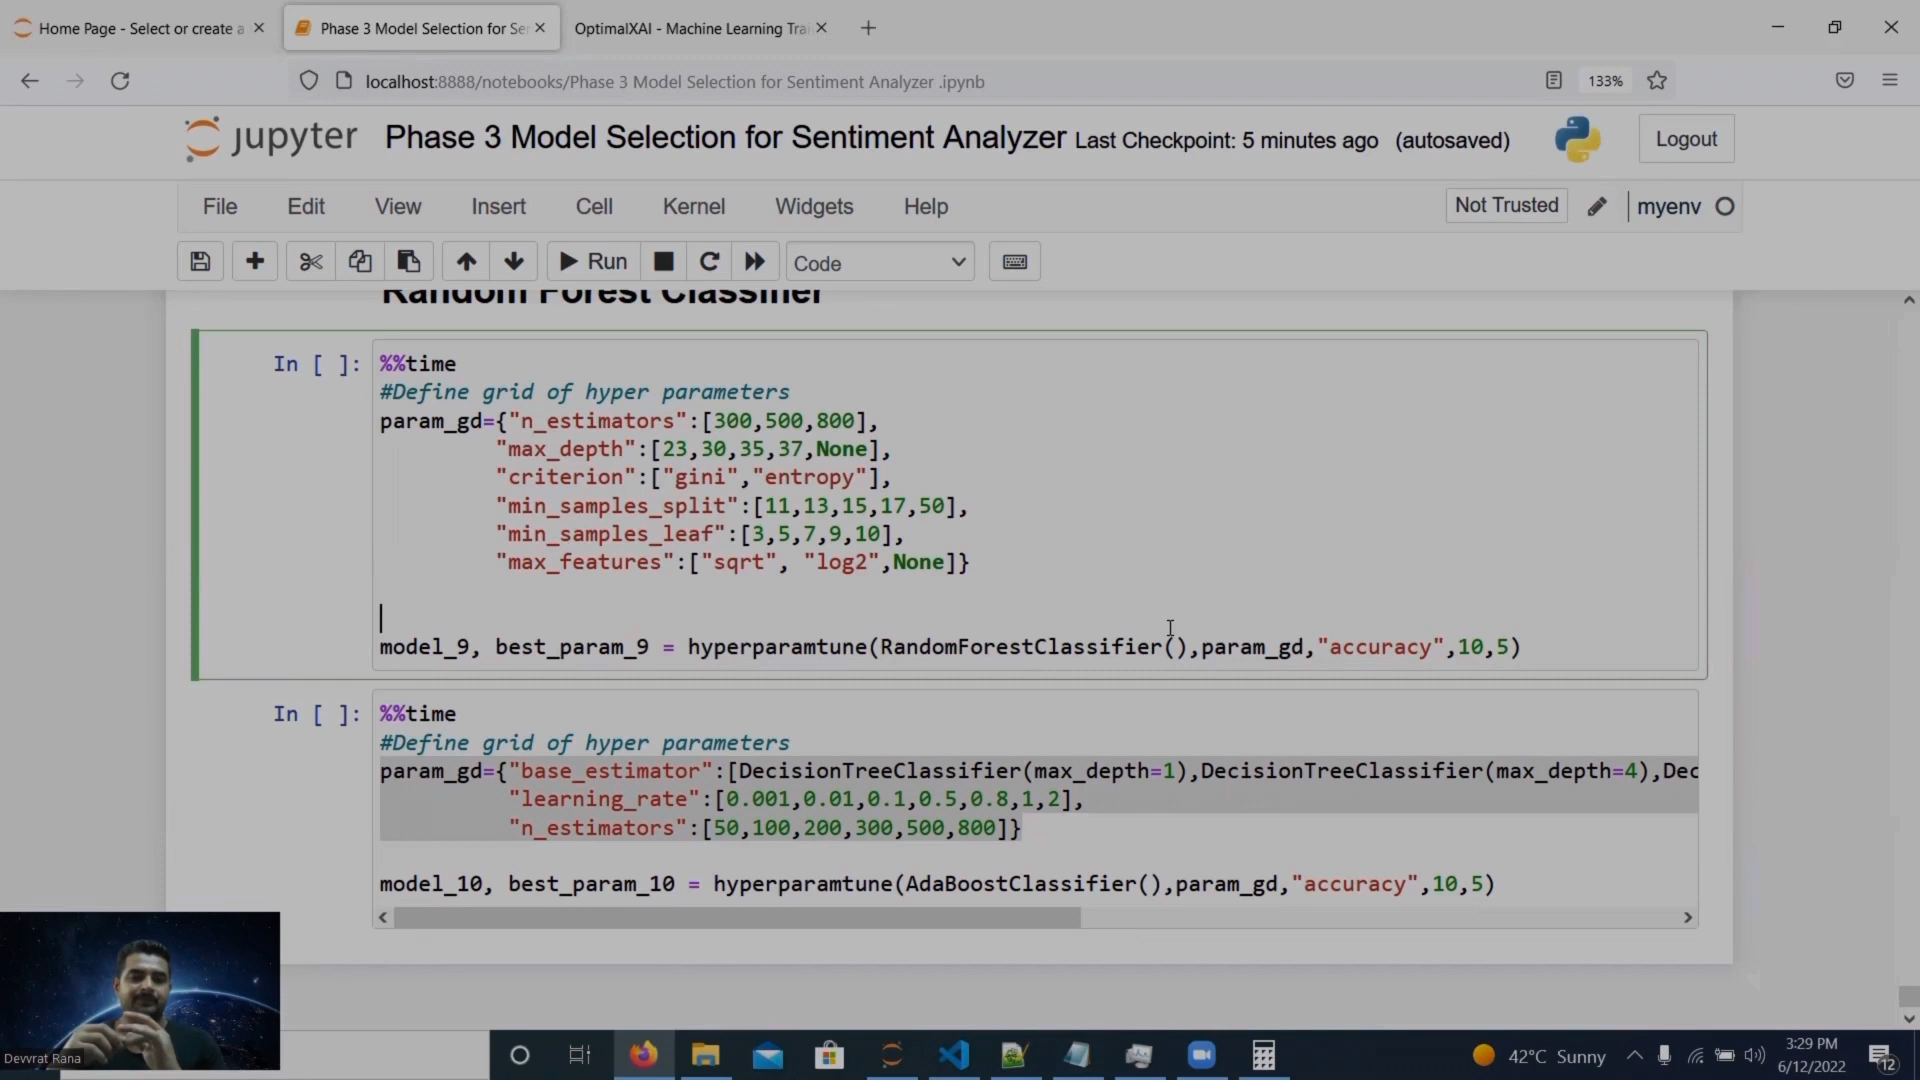 Home Page - Select or create a
Phase 3 Model Selection for Se
OptimalXAI - Machine Learning Trai
localhost:8888/notebooks/Phase 3 Model Selection for Sentiment Analyzer .ipynb
133%
jupyter Phase 3 Model Selection for Sentiment Analyzer Last Checkpoint: 5 minutes ago (autosaved)
Logout
File Edit View Insert Cell Kernel Widgets Help
Not Trusted
myenv
Run
Code
Random Forest Classifier
In [ ]: %%time
#Define grid of hyper parameters
param_gd={"n_estimators":[300,500,800],
"max_depth":[23,30,35,37,None],
"criterion":["gini","entropy"],
"min_samples_split":[11,13,15,17,50],
"min_samples_leaf":[3,5,7,9,10],
"max_features":["sqrt", "log2",None]}
model_9, best_param_9 = hyperparamtune(RandomForestClassifier(),param_gd,"accuracy",10,5)
In [ ]: %%time
#Define grid of hyper parameters
param_gd={"base_estimator":[DecisionTreeClassifier(max_depth=1),DecisionTreeClassifier(max_depth=4),Dec
"learning_rate":[0.001,0.01,0.1,0.5,0.8,1,2],
"n_estimators":[50,100,200,300,500,800]}
model_10, best_param_10 = hyperparamtune(AdaBoostClassifier(),param_gd,"accuracy",10,5)
Devvrat Rana
42°C Sunny
3:29 PM
6/12/2022
12